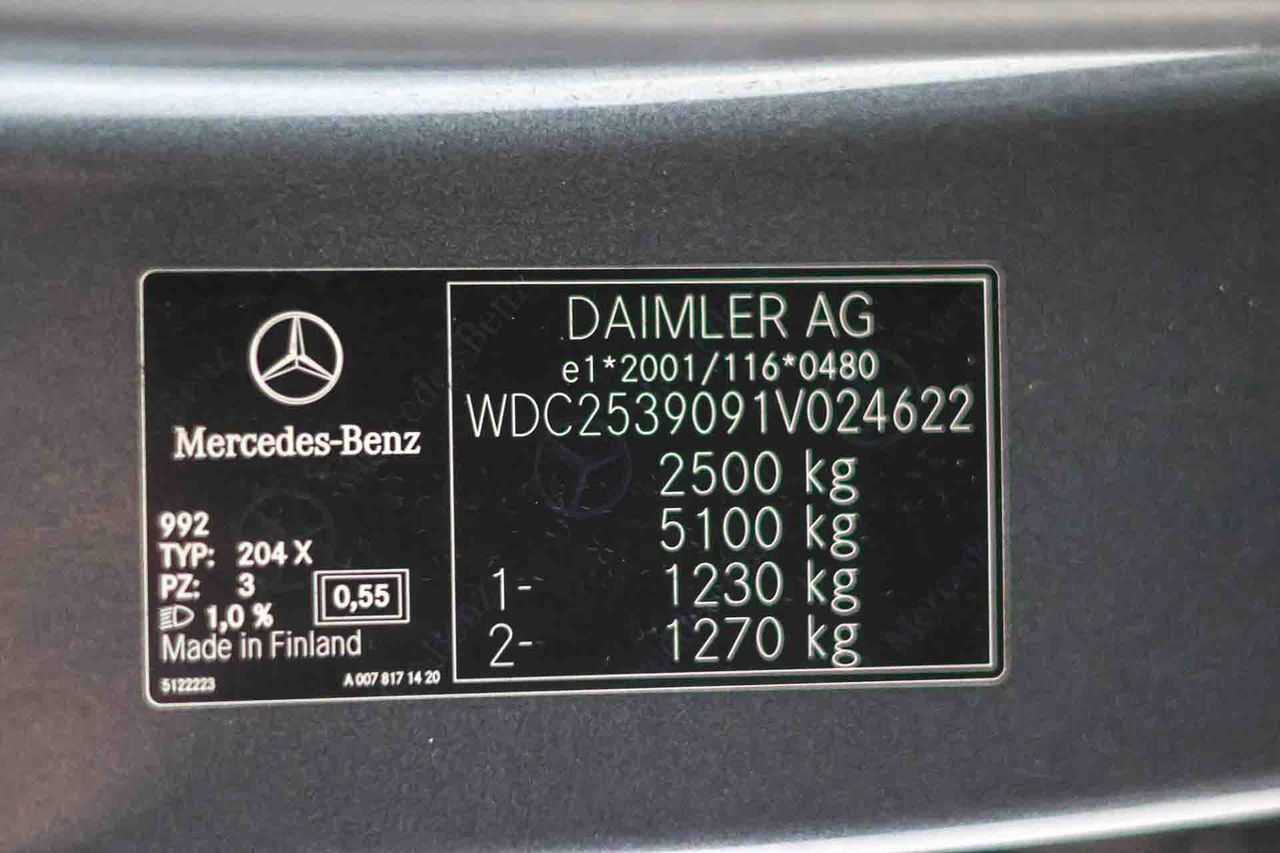 Mercedes-Benz
992
TYP: 204 X
PZ: 3
1,0 %
0,55
Made in Finland
5122223
A 007 817 14 20
DAIMLER AG
e1*2001/116*0480
WDC2539091V024622
2500 kg
5100 kg
1- 1230 kg
2- 1270 kg